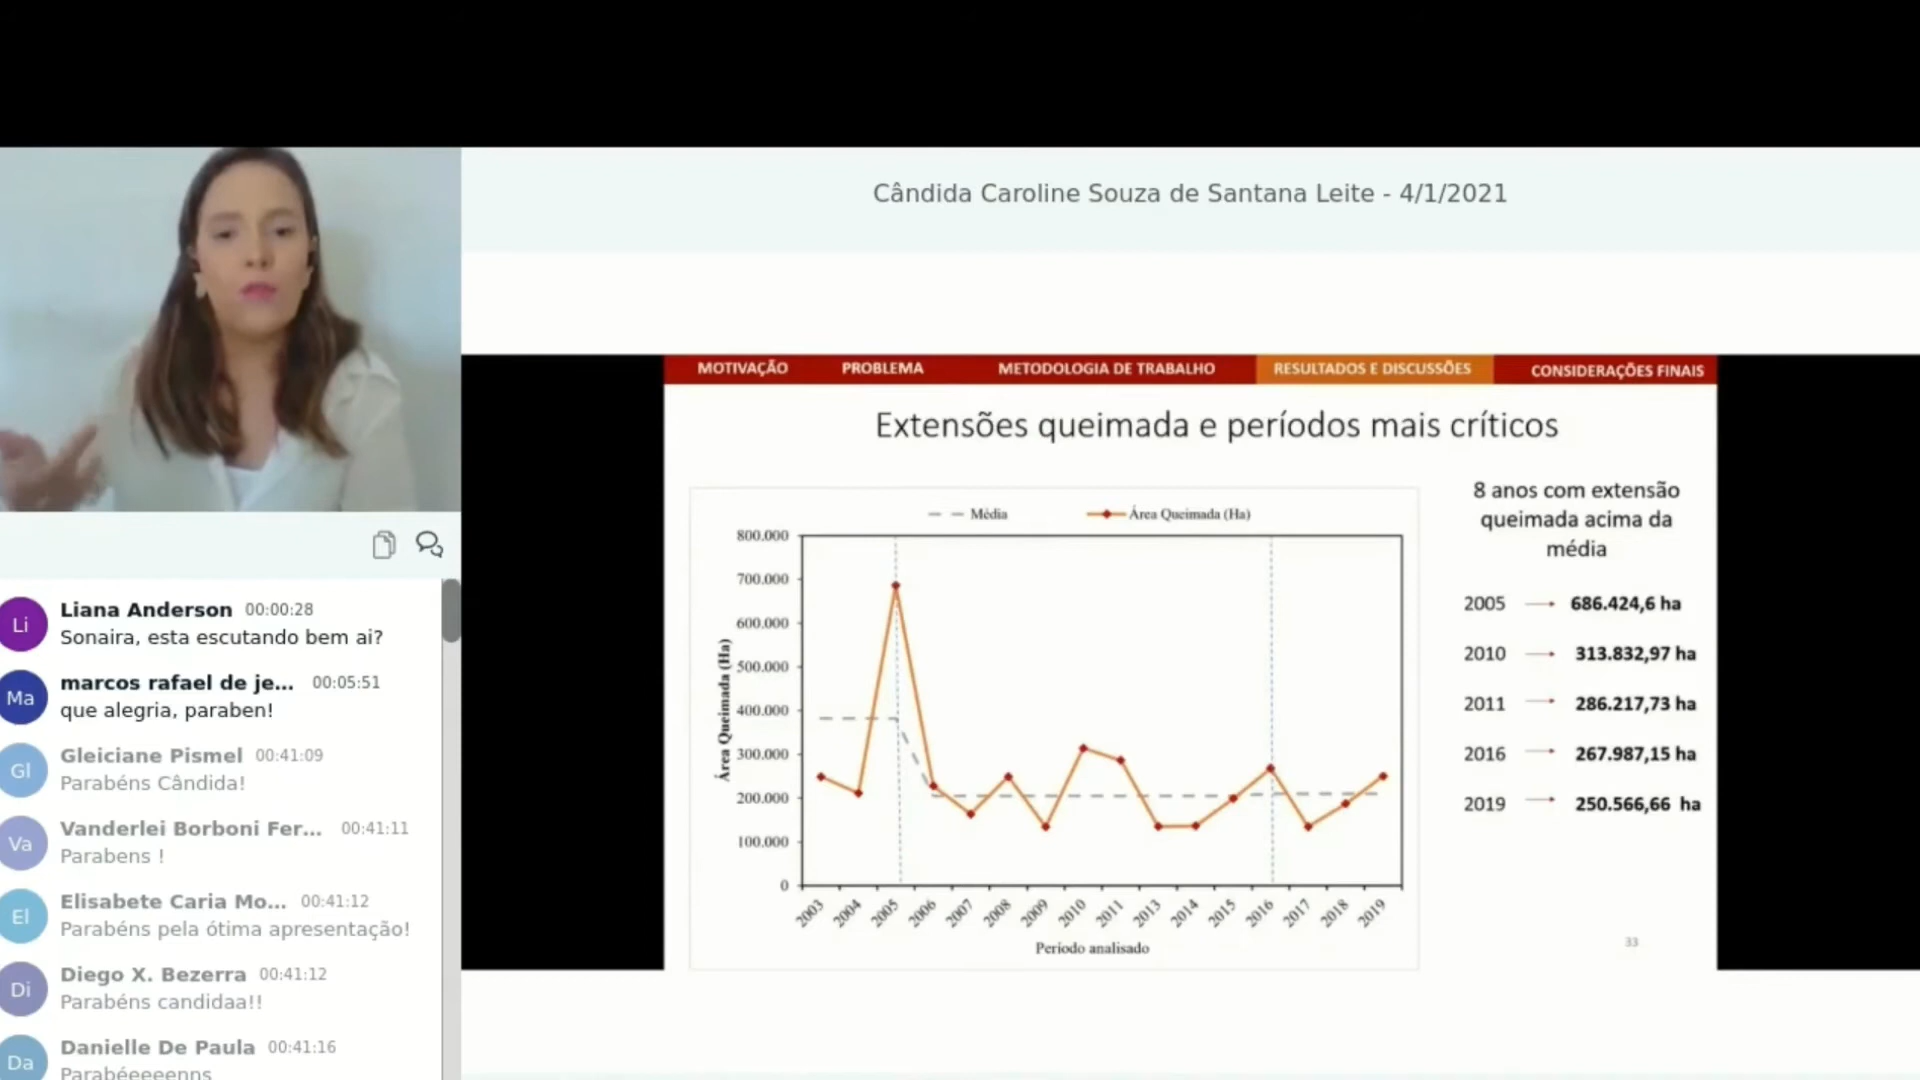 Cândida Caroline Souza de Santana Leite - 4/1/2021
Li
Liana Anderson 00:00:28
Sonaira, esta escutando bem ai?
Ma
marcos rafael de je... 00:05:51
que alegria, paraben!
Gl
Gleiciane Pismel 00:41:09
Parabéns Cândida!
Va
Vanderlei Borboni Fer... 00:41:11
Parabens !
El
Elisabete Caria Mo... 00:41:12
Parabéns pela ótima apresentação!
Di
Diego X. Bezerra 00:41:12
Parabéns candidaa!!
Da
Danielle De Paula 00:41:16
Parabéeeeenns
MOTIVAÇÃO PROBLEMA METODOLOGIA DE TRABALHO RESULTADOS E DISCUSSÕES CONSIDERAÇÕES FINAIS
Extensões queimada e períodos mais críticos
Média Área Queimada (Ha)
Área Queimada (Ha)
800.000
700.000
600.000
500.000
400.000
300.000
200.000
100.000
0
2003 2004 2005 2006 2007 2008 2009 2010 2011 2013 2014 2015 2016 2017 2018 2019
Período analisado
8 anos com extensão
queimada acima da
média
2005 686.424,6 ha
2010 313.832,97 ha
2011 286.217,73 ha
2016 267.987,15 ha
2019 250.566,66 ha
33